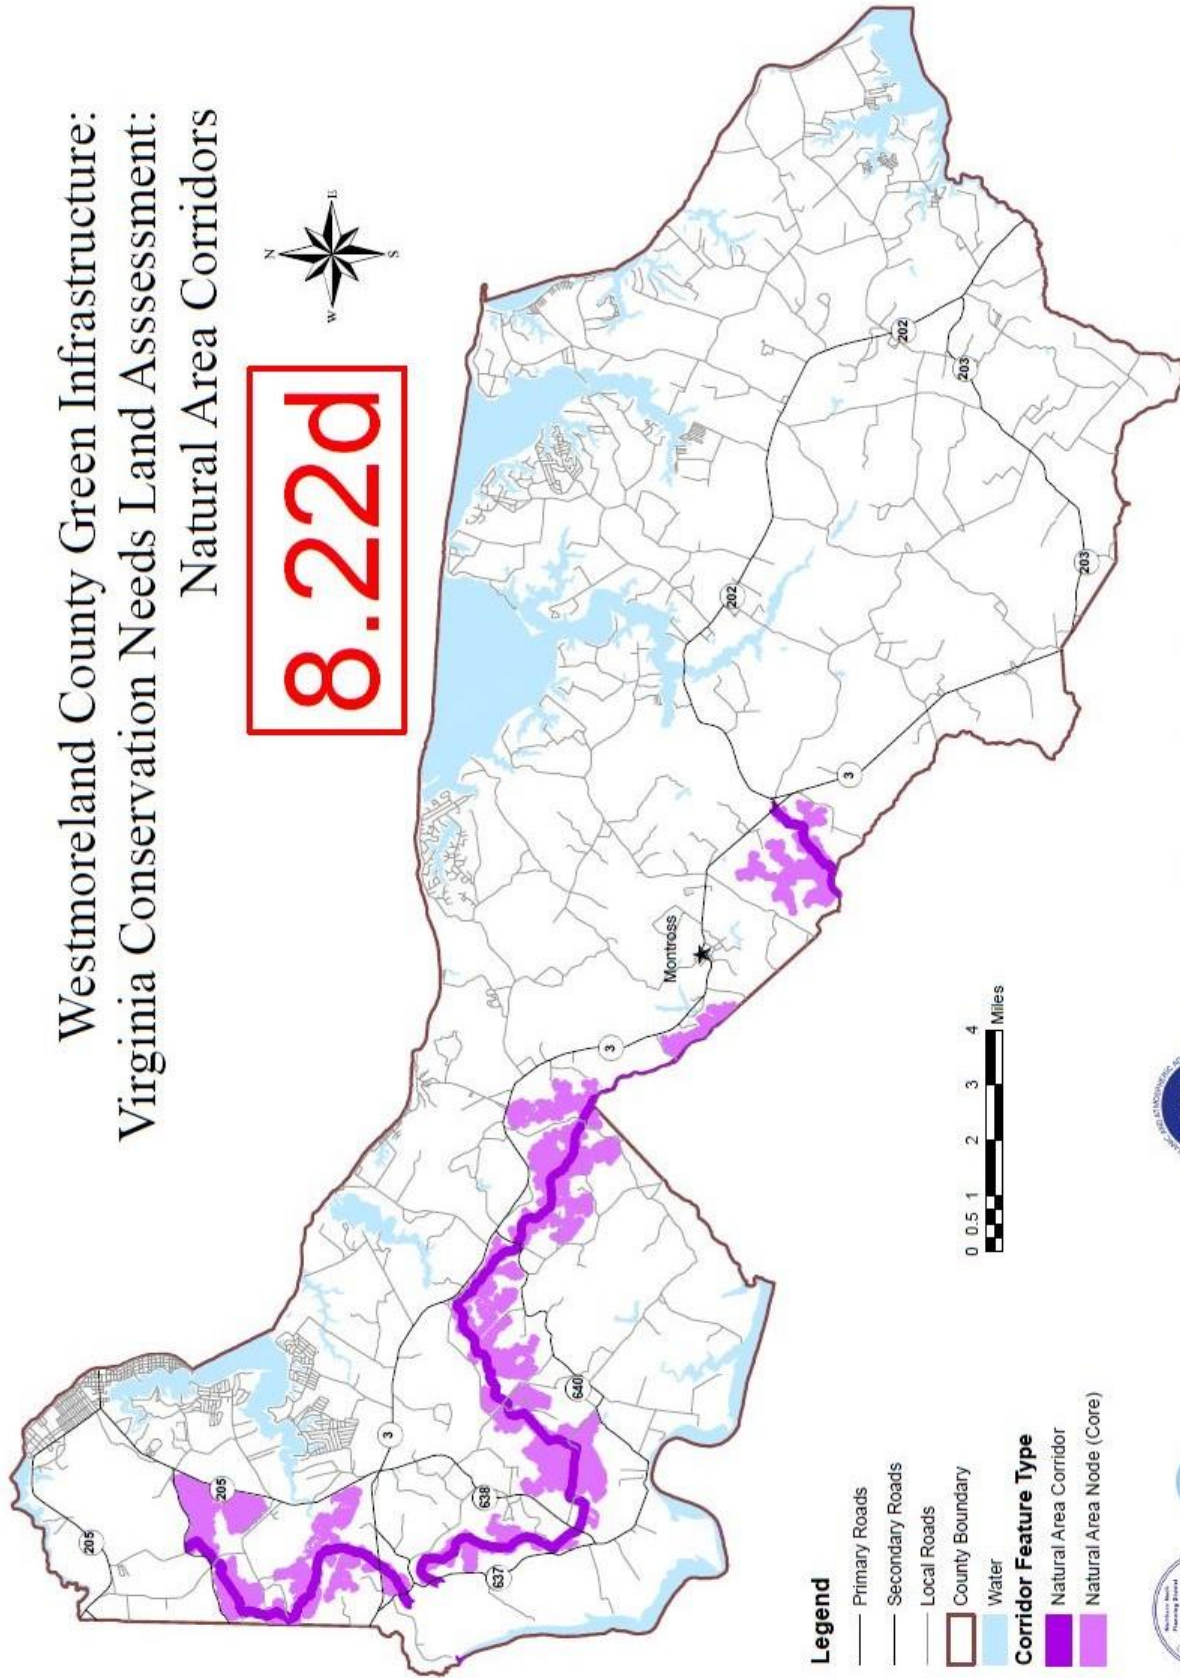 Westmoreland County Green Infrastructure:
Virginia Conservation Needs Land Asssessment:
Natural Area Corridors
N
W
E
S
8.22d
205
205
3
638
637
640
3
Montross
3
202
202
203
203
0 0.5 1 2 3 4
Miles
Legend
Primary Roads
Secondary Roads
Local Roads
County Boundary
Water
Corridor Feature Type
Natural Area Corridor
Natural Area Node (Core)